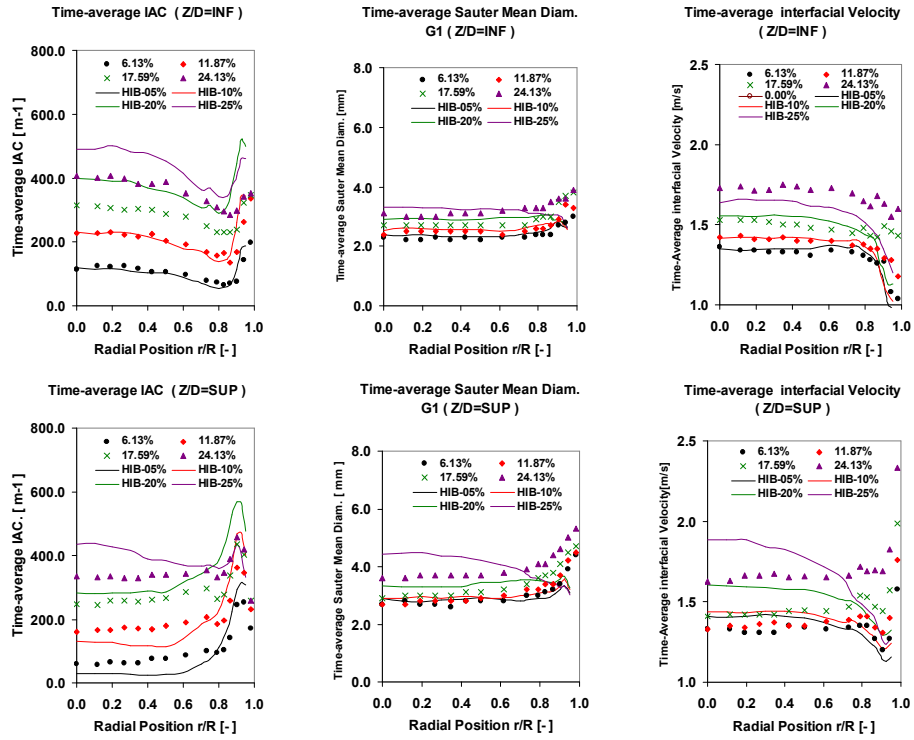 Time-average IAC (Z/D=INF)
800.0
600.0
400.0
200.0
0.0
Time-average IAC [ m-1]
6.13%
11.87%
17.59%
24.13%
HIB-05%
HIB-10%
HIB-20%
HIB-25%
0.0 0.2 0.4 0.6 0.8 1.0
Radial Position r/R [- ]
Time-average Sauter Mean Diam.
G1 ( Z/D=INF )
8.0
6.0
4.0
2.0
0.0
Time-average Sauter Mean Diam. [mm]
6.13%
11.87%
17.59%
24.13%
HIB-05%
HIB-10%
HIB-20%
HIB-25%
0.0 0.2 0.4 0.6 0.8 1.0
Radial Position r/R [- ]
Time-average interfacial Velocity
( Z/D=INF )
2.5
2.0
1.5
1.0
Time-Average interfacial Velocity [m/s]
6.13%
11.87%
17.59%
24.13%
0.00%
HIB-05%
HIB-10%
HIB-20%
HIB-25%
0.0 0.2 0.4 0.6 0.8 1.0
Radial Position r/R [- ]
Time-average IAC ( Z/D=SUP )
800.0
600.0
400.0
200.0
0.0
Time-average IAC. [ m-1]
6.13%
11.87%
17.59%
24.13%
HIB-05%
HIB-10%
HIB-20%
HIB-25%
0.0 0.2 0.4 0.6 0.8 1.0
Radial Position r/R [- ]
Time-average Sauter Mean Diam.
G1 ( Z/D=SUP )
8.0
6.0
4.0
2.0
0.0
Time-average Sauter Mean Diam. [ mm ]
6.13%
11.87%
17.59%
24.13%
HIB-05%
HIB-10%
HIB-20%
HIB-25%
0.0 0.2 0.4 0.6 0.8 1.0
Radial Position r/R [- ]
Time-average interfacial Velocity
( Z/D=SUP )
2.5
2.0
1.5
1.0
Time-Average interfacial Velocity[m/s]
6.13%
11.87%
17.59%
24.13%
HIB-05%
HIB-10%
HIB-20%
HIB-25%
0.0 0.2 0.4 0.6 0.8 1.0
Radial Position r/R [- ]